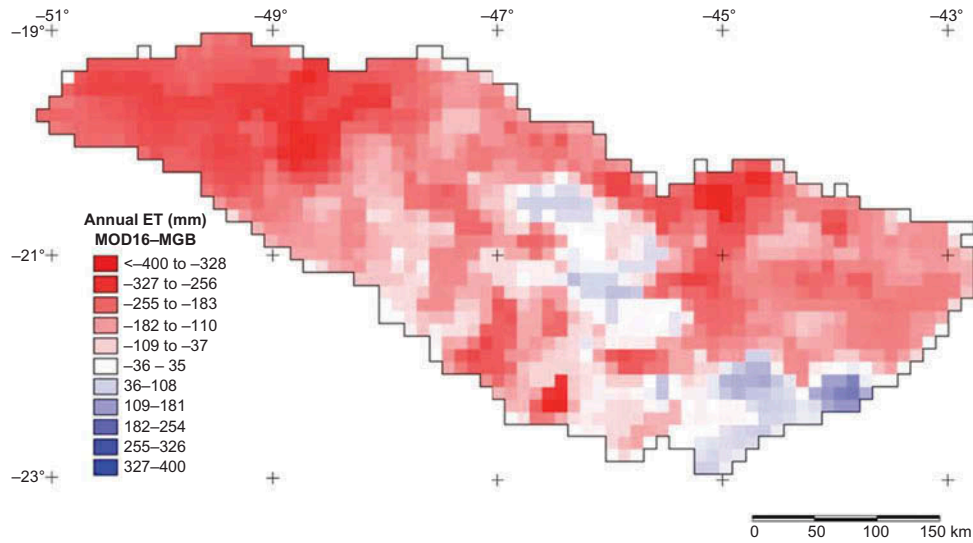 –51° –49° –47° –45° –43°
–19°
Annual ET (mm)
MOD16–MGB
<–400 to –328
–21°
–327 to –256
–255 to –183
–182 to –110
–109 to –37
–36 – 35
36–108
109–181
182–254
255–326
327–400
–23°
0 50 100 150 km